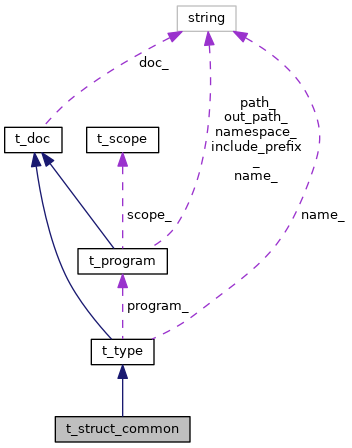 string
doc_
path_
out_path_
namespace_
include_prefix
_
name_
t_doc
t_scope
scope_
name_
t_program
program_
t_type
t_struct_common